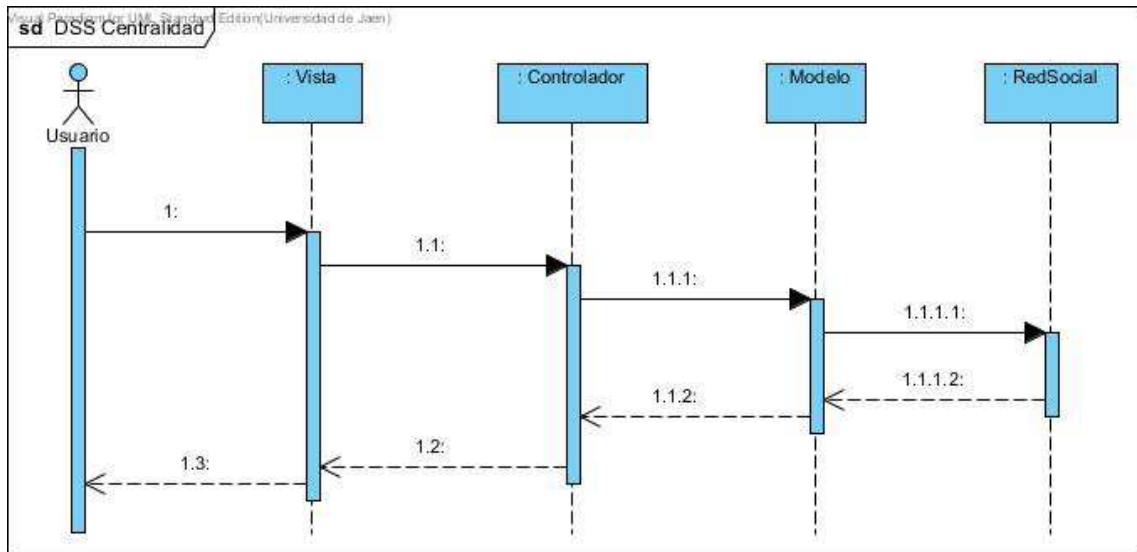 Visual Paradigm for UML Standard Edition(Universidad de Jaen)
sd DSS Centralidad
: Vista
: Controlador
: Modelo
: RedSocial
Usuario
1:
1.1:
1.1.1:
1.1.1.1:
1.1.1.2:
1.1.2:
1.2:
1.3: